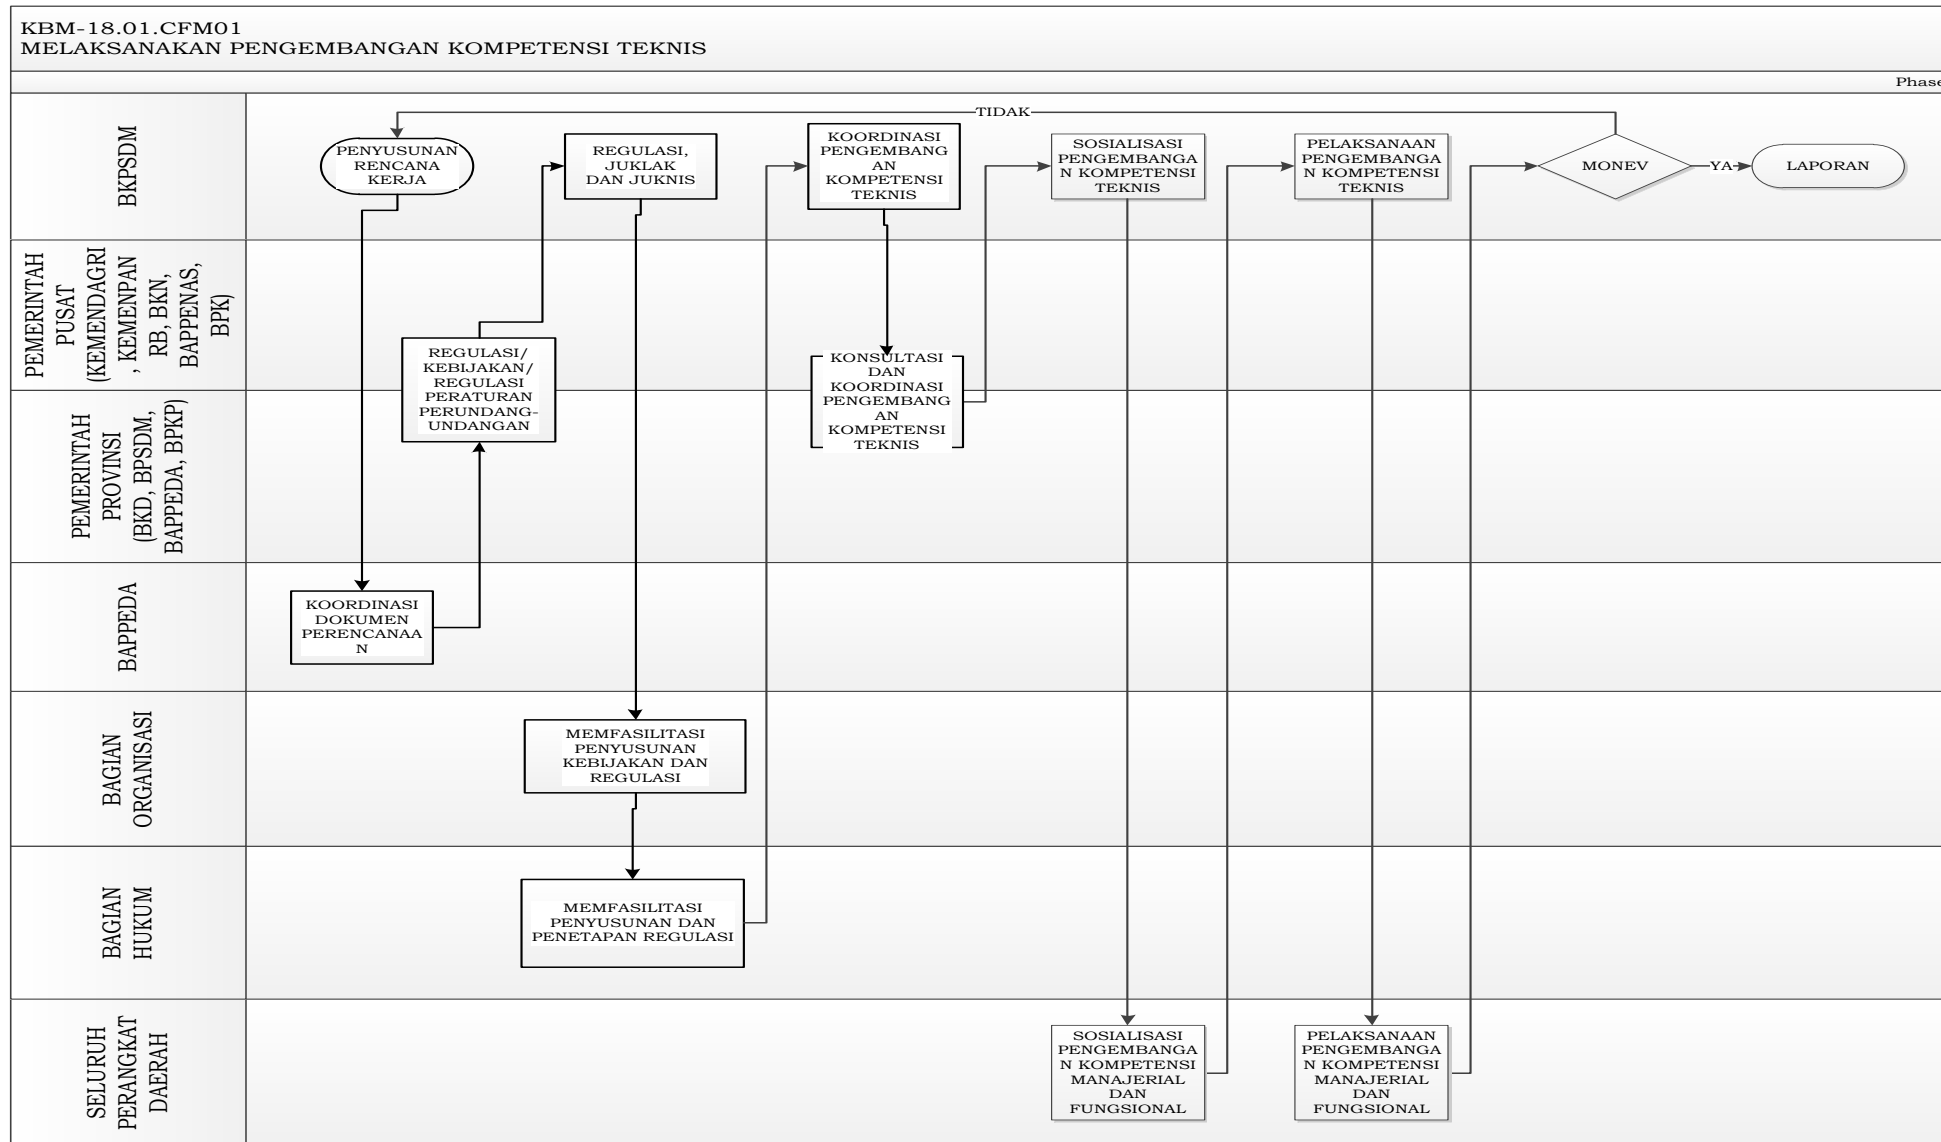 KBM-18.01.CFM01
MELAKSANAKAN PENGEMBANGAN KOMPETENSI TEKNIS
Phase
BKPSDM
PENYUSUNAN
RENCANA
KERJA
REGULASI,
JUKLAK
DAN JUKNIS
KOORDINASI
PENGEMBANG
AN
KOMPETENSI
TEKNIS
SOSIALISASI
PENGEMBANGA
N KOMPETENSI
TEKNIS
PELAKSANAAN
PENGEMBANGA
N KOMPETENSI
TEKNIS
TIDAK
MONEV
YA
LAPORAN
PEMERINTAH
PUSAT
(KEMENDAGRI
, KEMENPAN
RB, BKN,
BAPPENAS,
BPK)
REGULASI/
KEBIJAKAN/
REGULASI
PERATURAN
PERUNDANG-
UNDANGAN
KONSULTASI
DAN
KOORDINASI
PENGEMBANG
AN
KOMPETENSI
TEKNIS
PEMERINTAH
PROVINSI
(BKD, BPSDM,
BAPPEDA, BPKP)
BAPPEDA
KOORDINASI
DOKUMEN
PERENCANAA
N
BAGIAN
ORGANISASI
MEMFASILITASI
PENYUSUNAN
KEBIJAKAN DAN
REGULASI
BAGIAN
HUKUM
MEMFASILITASI
PENYUSUNAN DAN
PENETAPAN REGULASI
SELURUH
PERANGKAT
DAERAH
SOSIALISASI
PENGEMBANGA
N KOMPETENSI
MANAJERIAL
DAN
FUNGSIONAL
PELAKSANAAN
PENGEMBANGA
N KOMPETENSI
MANAJERIAL
DAN
FUNGSIONAL